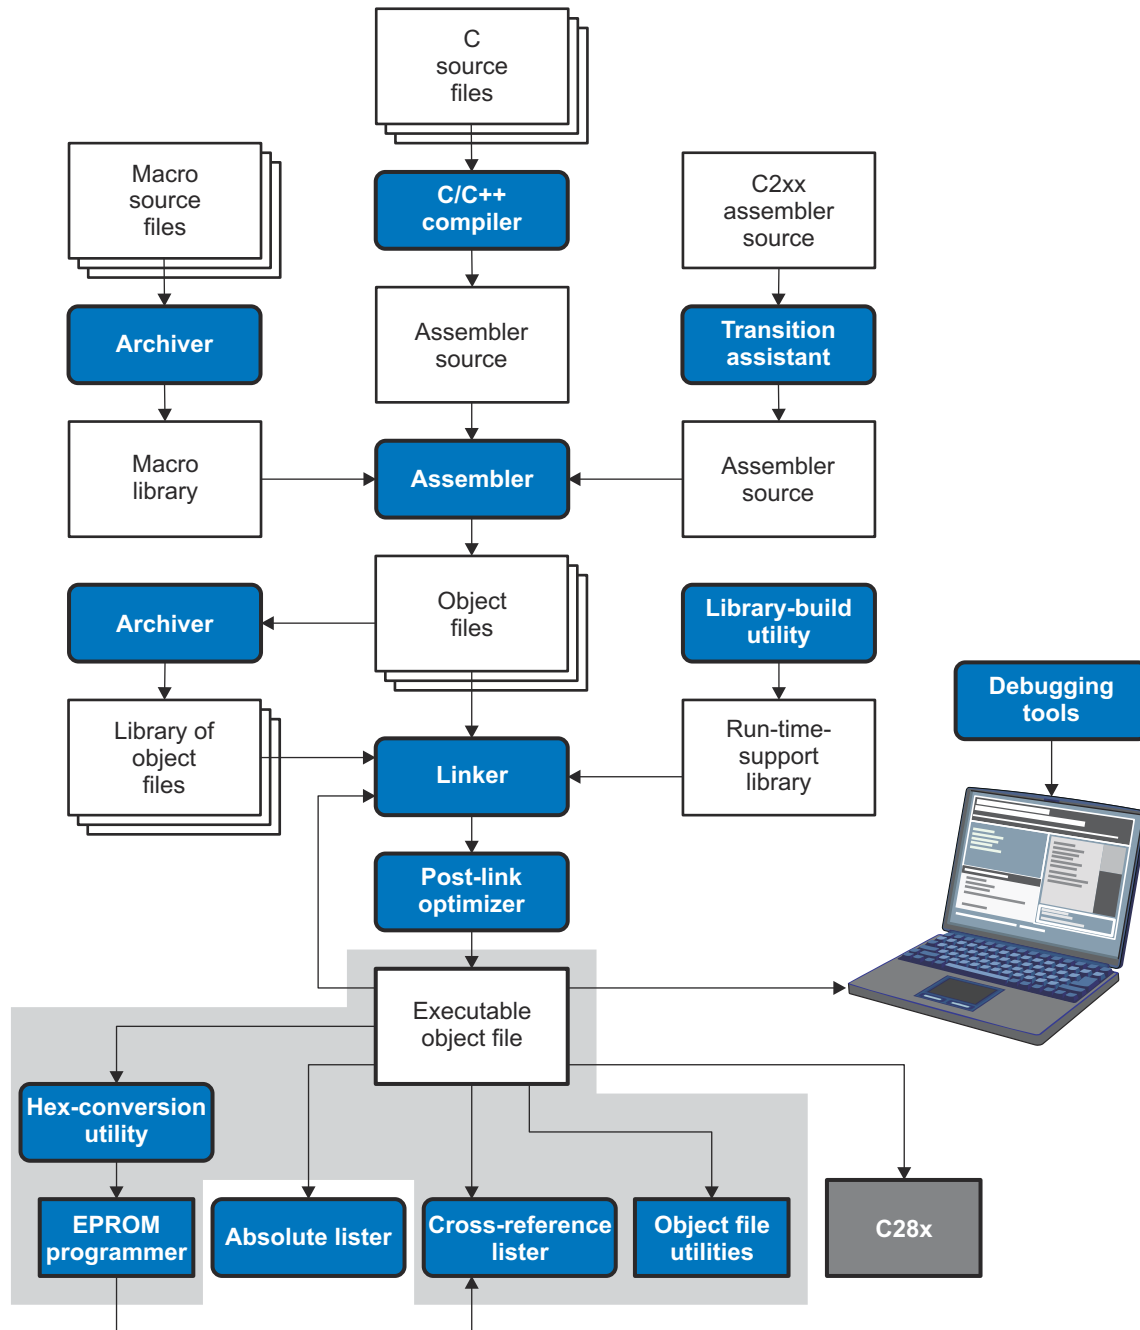 C
source
files
Macro
source
files
C/C++
compiler
C2xx
assembler
source
Archiver
Assembler
source
Transition
assistant
Macro
library
Assembler
Assembler
source
Archiver
Object
files
Library-build
utility
Debugging
tools
Library of
object
files
Linker
Run-time-
support
library
Post-link
optimizer
Executable
object file
Hex-conversion
utility
EPROM
programmer
Absolute lister
Cross-reference
lister
Object file
utilities
C28x